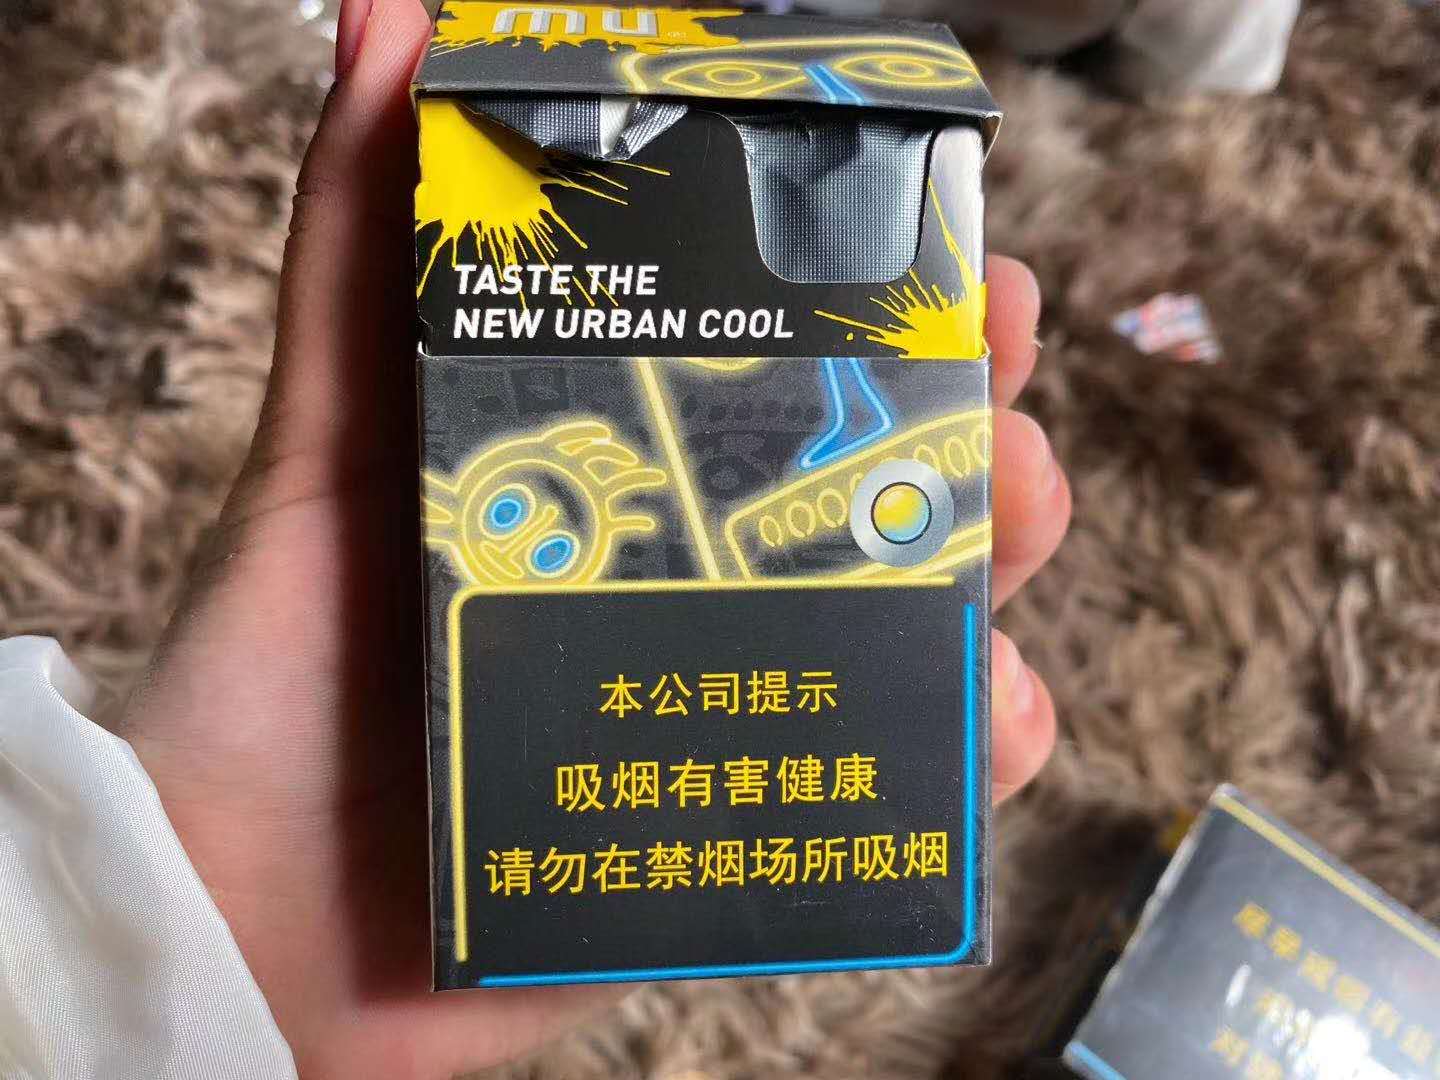 mu
TASTE THE
NEW URBAN COOL
本公司提示
吸烟有害健康
请勿在禁烟场所吸烟